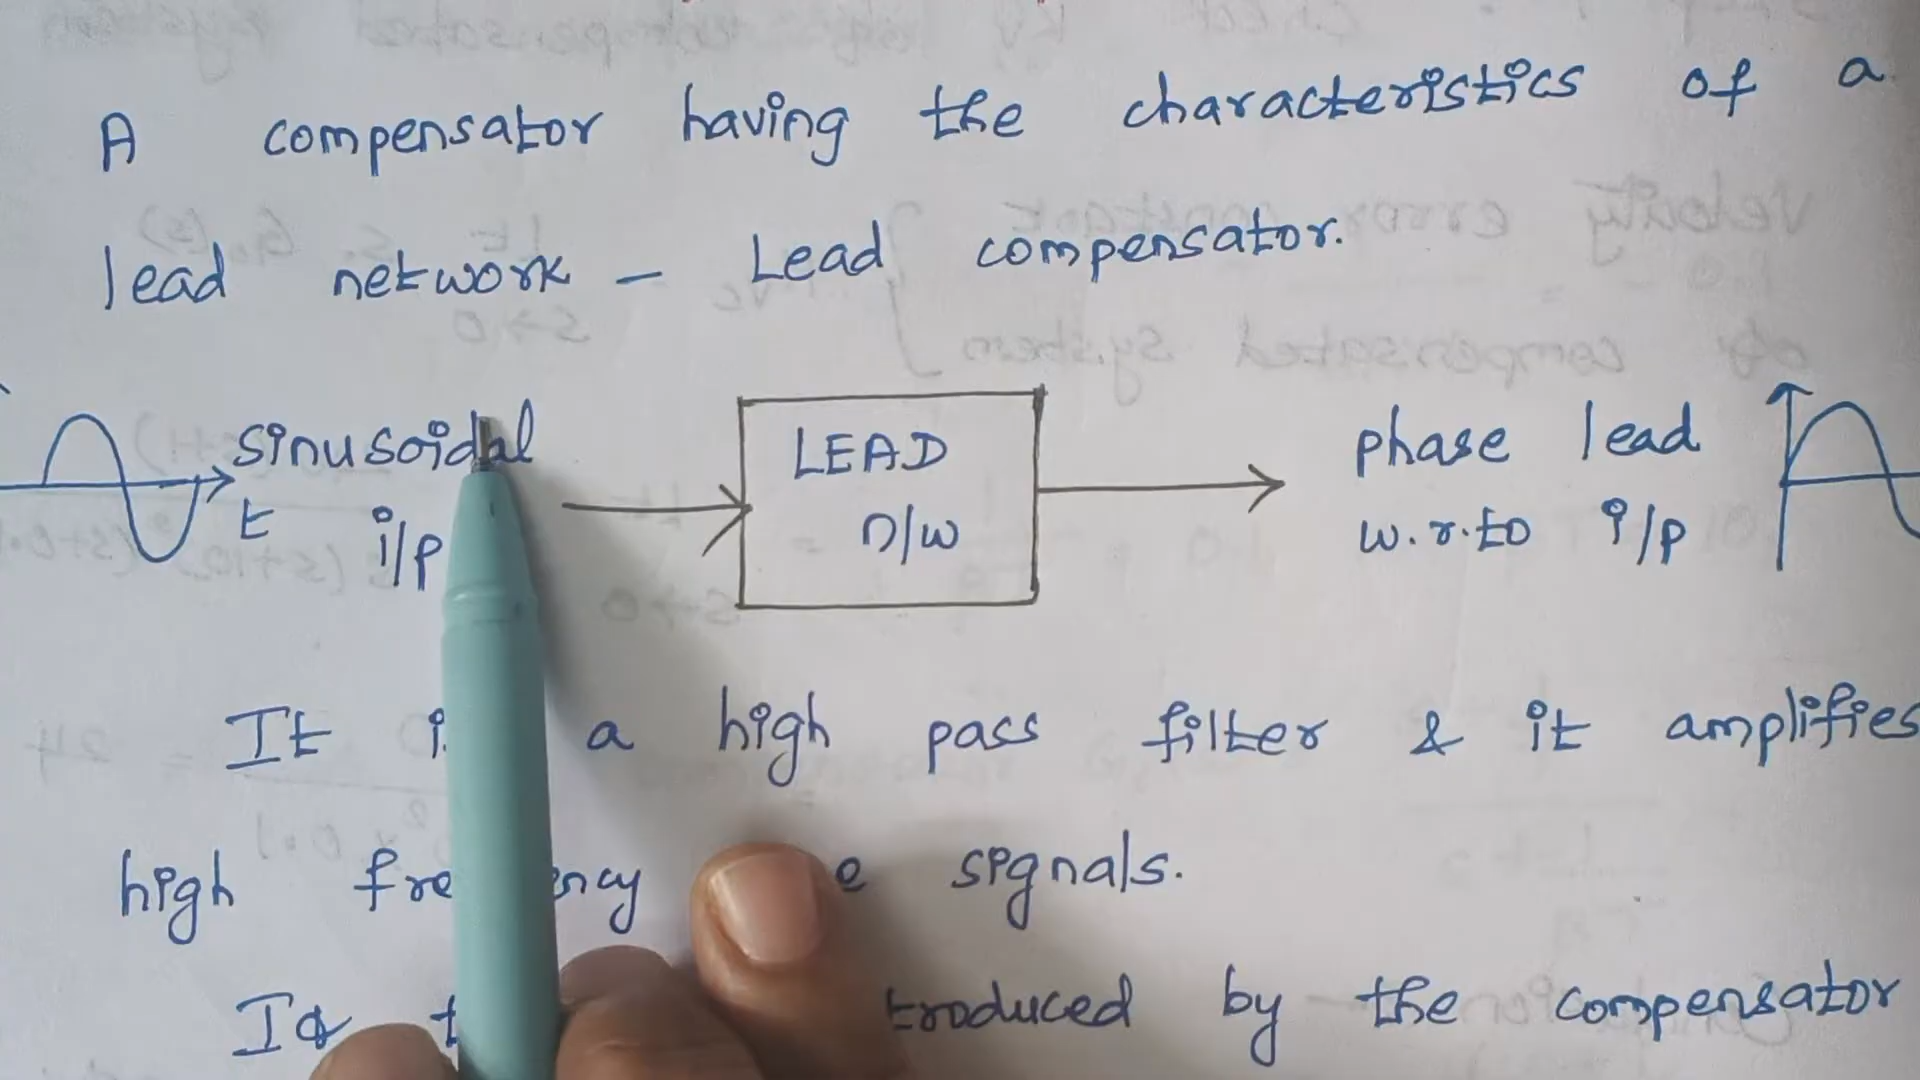 A compensator having the characteristics of a
lead network - Lead compensator.
sinusoidal
t
i/p
LEAD
n/w
phase lead
w.r.to i/p
It a high pass filter & it amplifies
high signals.
by the compensator